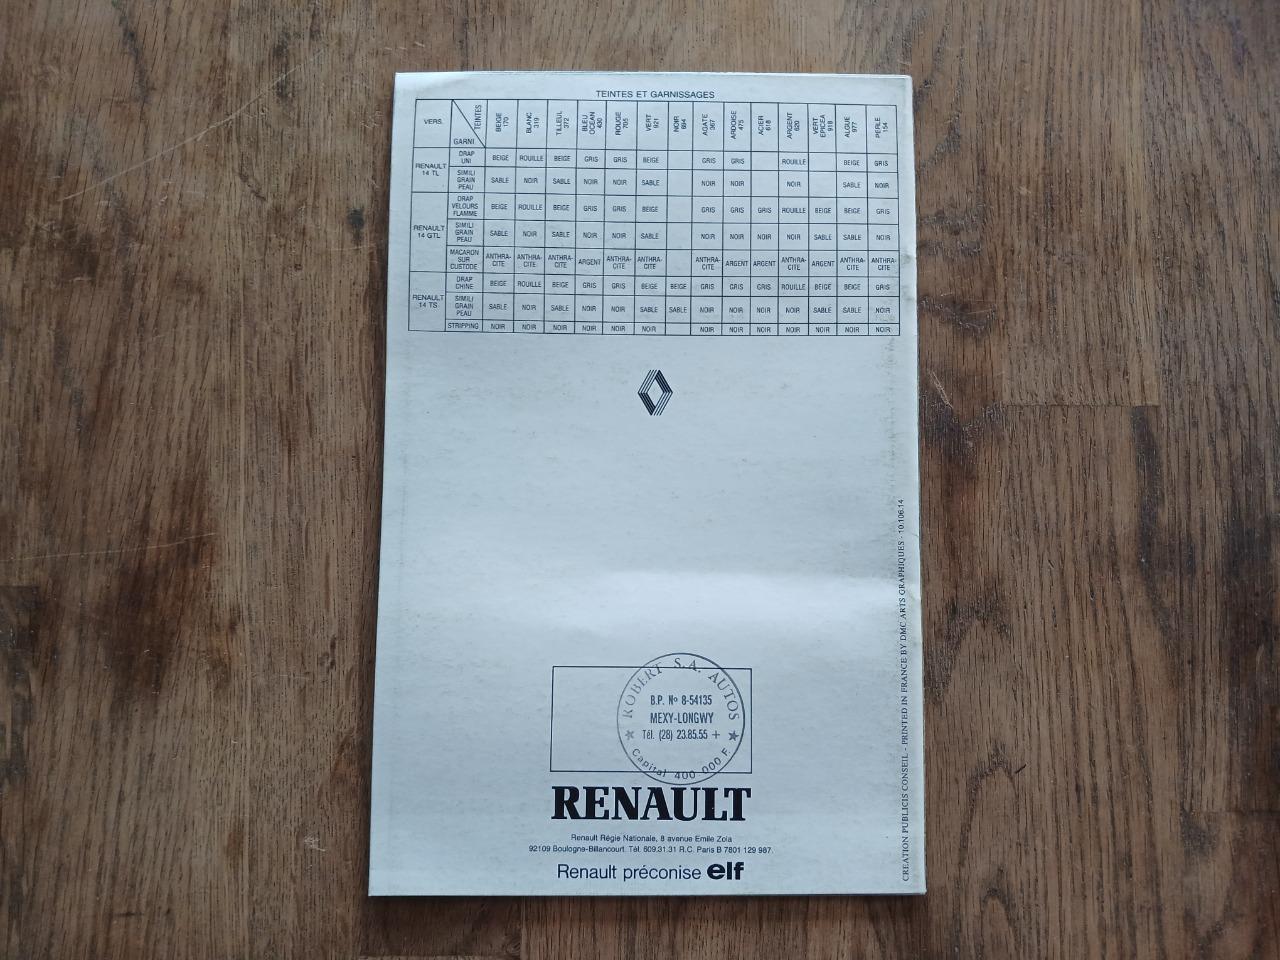 TEINTES ET GARNISSAGES
VERS. GARNI TEINTES BEIGE 170 BLANC 319 TILLEUL 372 BLEU OCEAN 430 ROUGE 705 VERT 921 NOIR 694 AGATE 367 ARDOISE 475 ACIER 618 ARGENT 620 VERT EPICEA 918 ALGUE 977 PERLE 154
RENAULT 14 TL
DRAP UNI BEIGE ROUILLE BEIGE GRIS GRIS BEIGE GRIS GRIS ROUILLE BEIGE GRIS
SIMILI GRAIN PEAU SABLE NOIR SABLE NOIR NOIR SABLE NOIR NOIR NOIR SABLE NOIR
RENAULT 14 GTL
DRAP VELOURS FLAMME BEIGE ROUILLE BEIGE GRIS GRIS BEIGE GRIS GRIS GRIS ROUILLE BEIGE BEIGE GRIS
SIMILI GRAIN PEAU SABLE NOIR SABLE NOIR NOIR SABLE NOIR NOIR NOIR NOIR SABLE SABLE NOIR
MACARON SUR CUSTODE ANTHRA-CITE ANTHRA-CITE ANTHRA-CITE ARGENT ANTHRA-CITE ANTHRA-CITE ANTHRA-CITE ARGENT ARGENT ANTHRA-CITE ARGENT ANTHRA-CITE ANTHRA-CITE
RENAULT 14 TS
DRAP CHINE BEIGE ROUILLE BEIGE GRIS GRIS BEIGE BEIGE GRIS GRIS GRIS ROUILLE BEIGE BEIGE GRIS
SIMILI GRAIN PEAU SABLE NOIR SABLE NOIR NOIR SABLE SABLE NOIR NOIR NOIR NOIR SABLE SABLE NOIR
STRIPPING NOIR NOIR NOIR NOIR NOIR NOIR NOIR NOIR NOIR NOIR NOIR NOIR NOIR
ROBERT S.A. AUTOS
B.P. No 8-54135
MEXY-LONGWY
Tél. (28) 23.85.55 +
Capital 400 000 F.
RENAULT
Renault Régie Nationale, 8 avenue Emile Zola
92109 Boulogne-Billancourt. Tél. 609.31.31 R.C. Paris B 7801 129 987.
Renault préconise elf
CREATION PUBLICIS CONSEIL - PRINTED IN FRANCE BY DMC ARTS GRAPHIQUES - 10.106.14